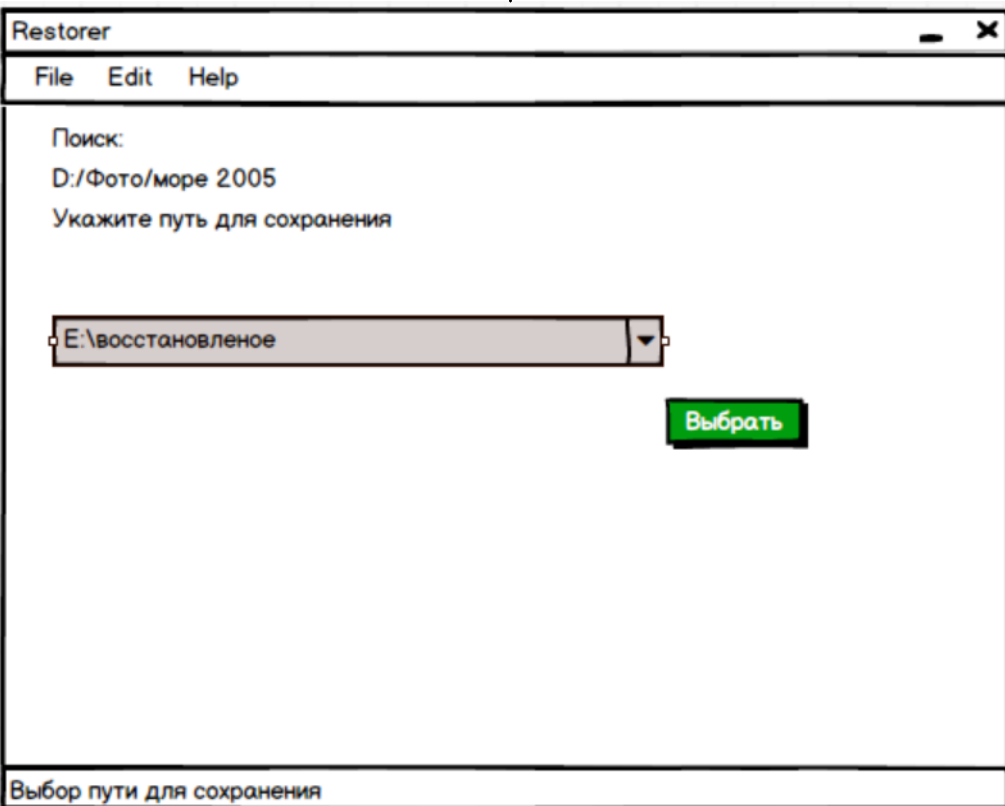 Restorer
File Edit Help
Поиск:
D:/Фото/море 2005
Укажите путь для сохранения
E:\восстановленое
Выбрать
Выбор пути для сохранения